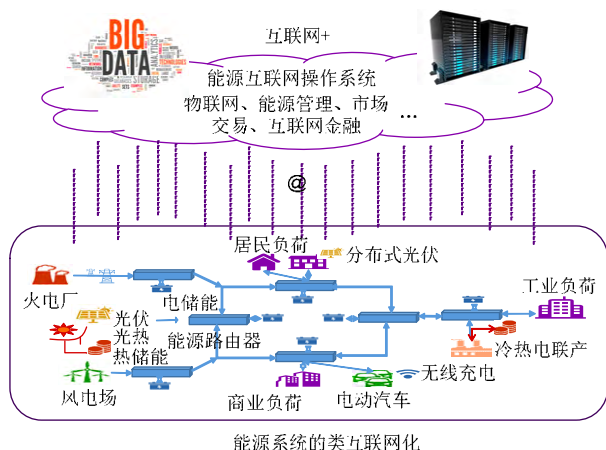 互联网+
BIG
DATA
ANALYTICS
STORAGE
能源互联网操作系统
物联网、能源管理、市场
交易、互联网金融
…
@
居民负荷
分布式光伏
火电厂
电储能
工业负荷
光伏
光热
热储能
能源路由器
冷热电联产
风电场
商业负荷
电动汽车
无线充电
能源系统的类互联网化